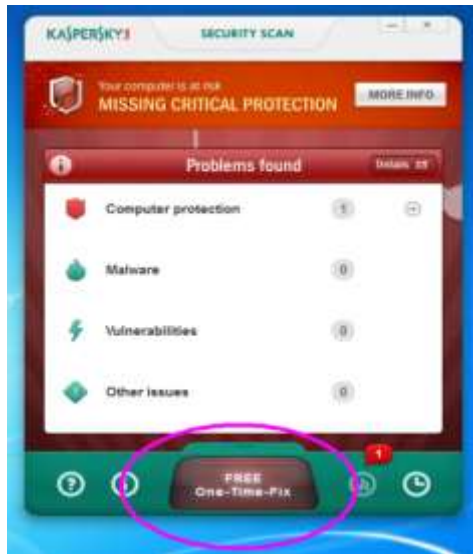 KASPERSKY
SECURITY SCAN
Your computer is at risk
MISSING CRITICAL PROTECTION
MORE INFO
Problems found
Computer protection
1
Malware
0
Vulnerabilities
0
Other issues
0
1
FREE
One-Time-Fix